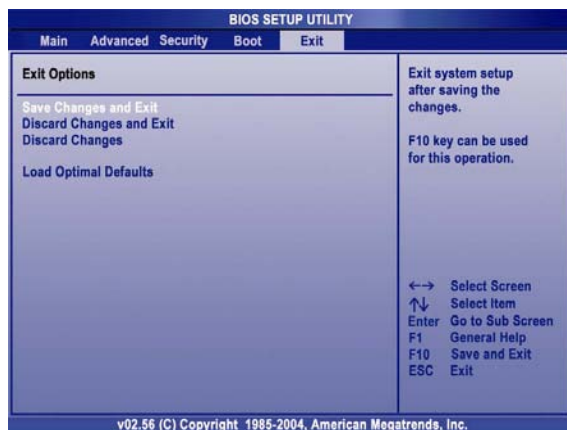 BIOS SETUP UTILITY
Main Advanced Security Boot Exit
Exit Options
Save Changes and Exit
Discard Changes and Exit
Discard Changes
Load Optimal Defaults
Exit system setup
after saving the
changes.
F10 key can be used
for this operation.
←→ Select Screen
↑↓ Select Item
Enter Go to Sub Screen
F1 General Help
F10 Save and Exit
ESC Exit
v02.56 (C) Copyright 1985-2004, American Megatrends, Inc.